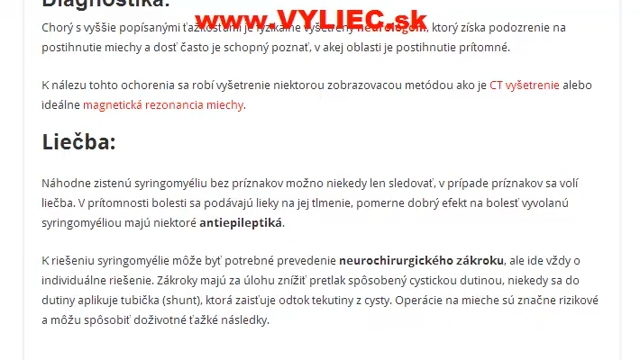 Diagnostika:
www.VYLIEC.sk
Chorý s vyššie popísanými ťažkosťami je fyzikálne vyšetrený neurológom, ktorý získa podozrenie na
postihnutie miechy a dosť často je schopný poznať, v akej oblasti je postihnutie prítomné.
K nálezu tohto ochorenia sa robí vyšetrenie niektorou zobrazovacou metódou ako je CT vyšetrenie alebo
ideálne magnetická rezonancia miechy.
Liečba:
Náhodne zistenú syringomyéliu bez príznakov možno niekedy len sledovať, v prípade príznakov sa volí
liečba. V prítomnosti bolesti sa podávajú lieky na jej tlmenie, pomerne dobrý efekt na bolesť vyvolanú
syringomyéliou majú niektoré antiepileptiká.
K riešeniu syringomyélie môže byť potrebné prevedenie neurochirurgického zákroku, ale ide vždy o
individuálne riešenie. Zákroky majú za úlohu znížiť pretlak spôsobený cystickou dutinou, niekedy sa do
dutiny aplikuje tubička (shunt), ktorá zaisťuje odtok tekutiny z cysty. Operácie na mieche sú značne rizikové
a môžu spôsobiť doživotné ťažké následky.